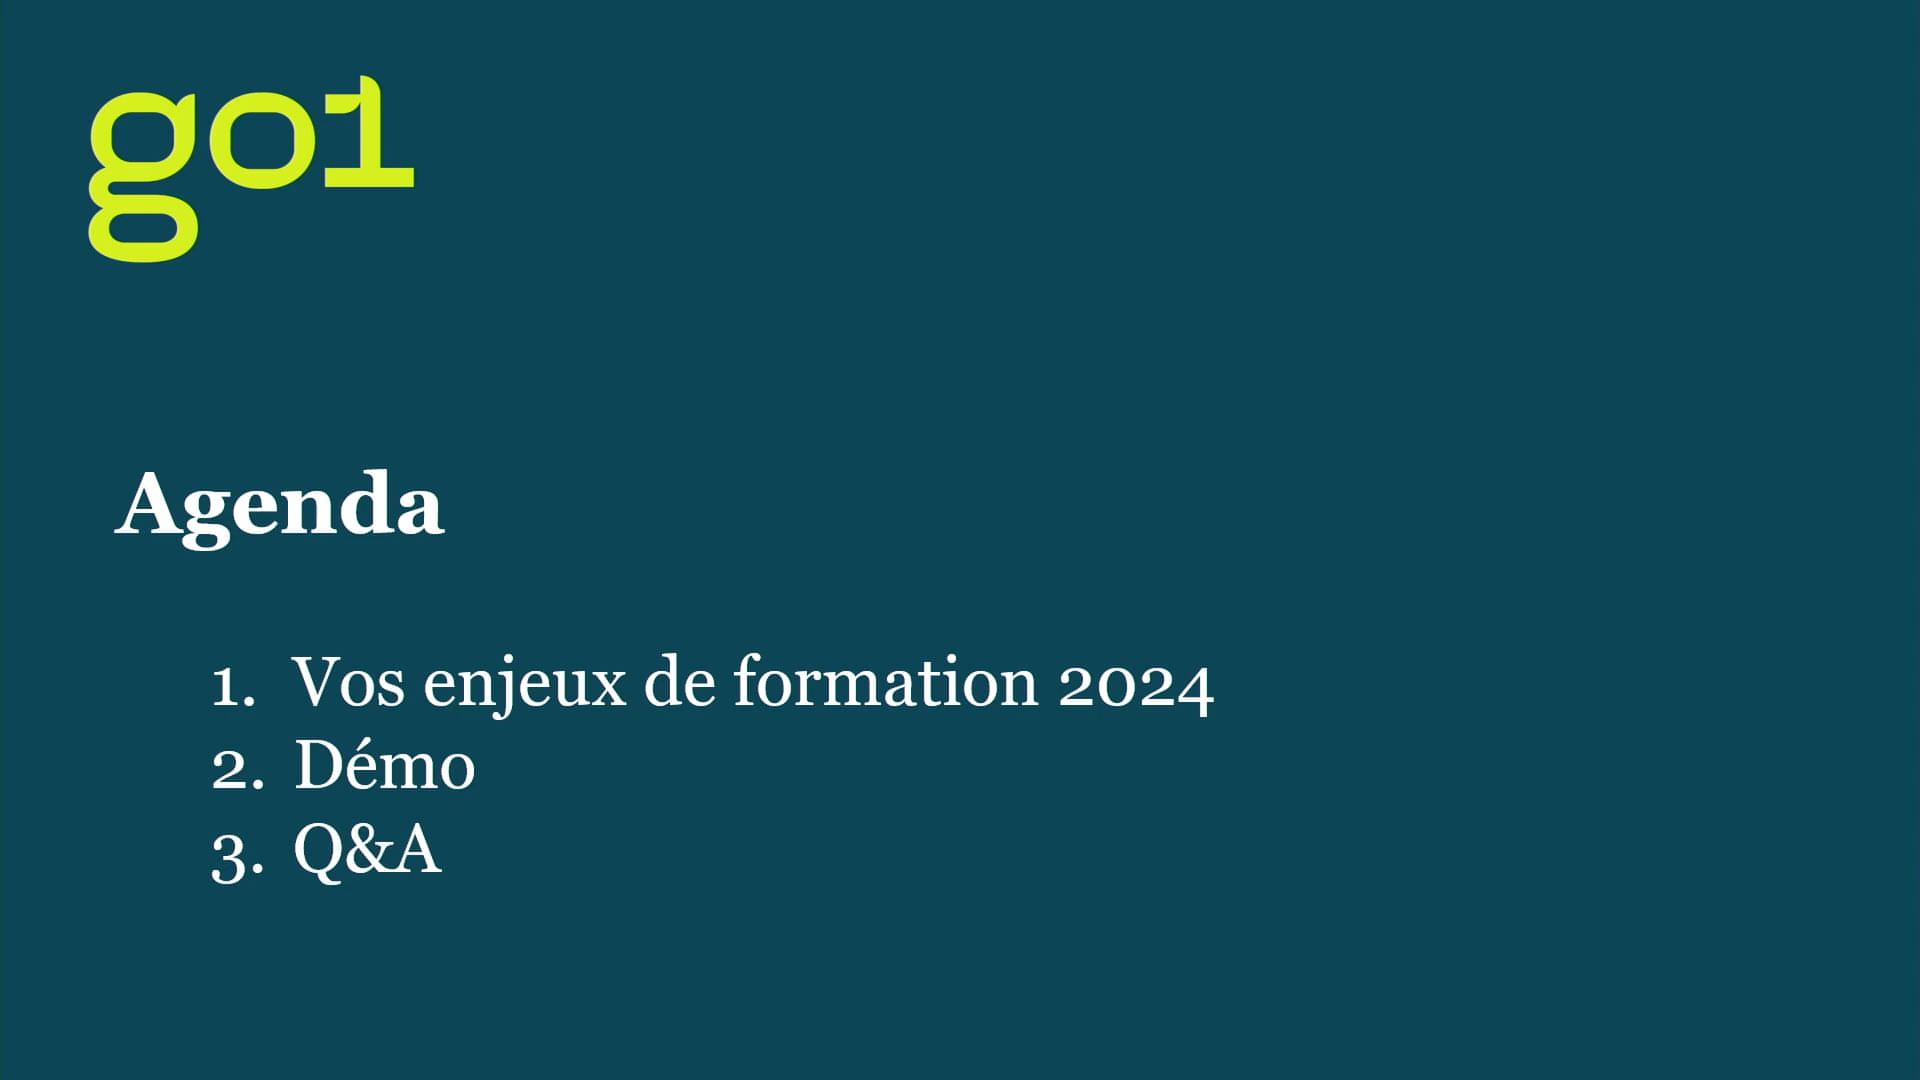 go1
Agenda
1. Vos enjeux de formation 2024
2. Démo
3. Q&A